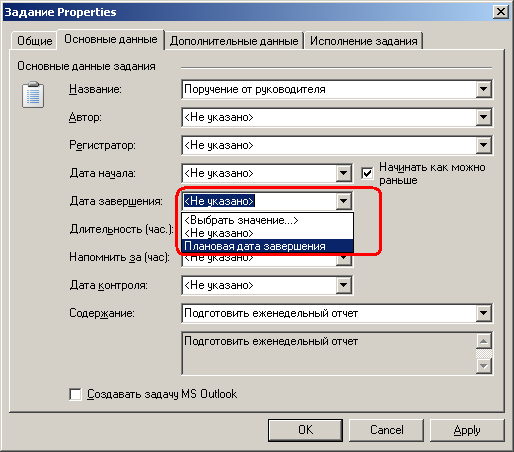 Задание Properties
Общие Основные данные Дополнительные данные Исполнение задания
Основные данные задания
Название: Поручение от руководителя
Автор: <Не указано>
Регистратор: <Не указано>
Дата начала: <Не указано> Начинать как можно раньше
Дата завершения: <Не указано>
<Выбрать значение...>
Длительность (час.) <Не указано>
Плановая дата завершения
Напомнить за (час): <Не указано>
Дата контроля: <Не указано>
Содержание: Подготовить еженедельный отчет
Подготовить еженедельный отчет
Создавать задачу MS Outlook
OK Cancel Apply